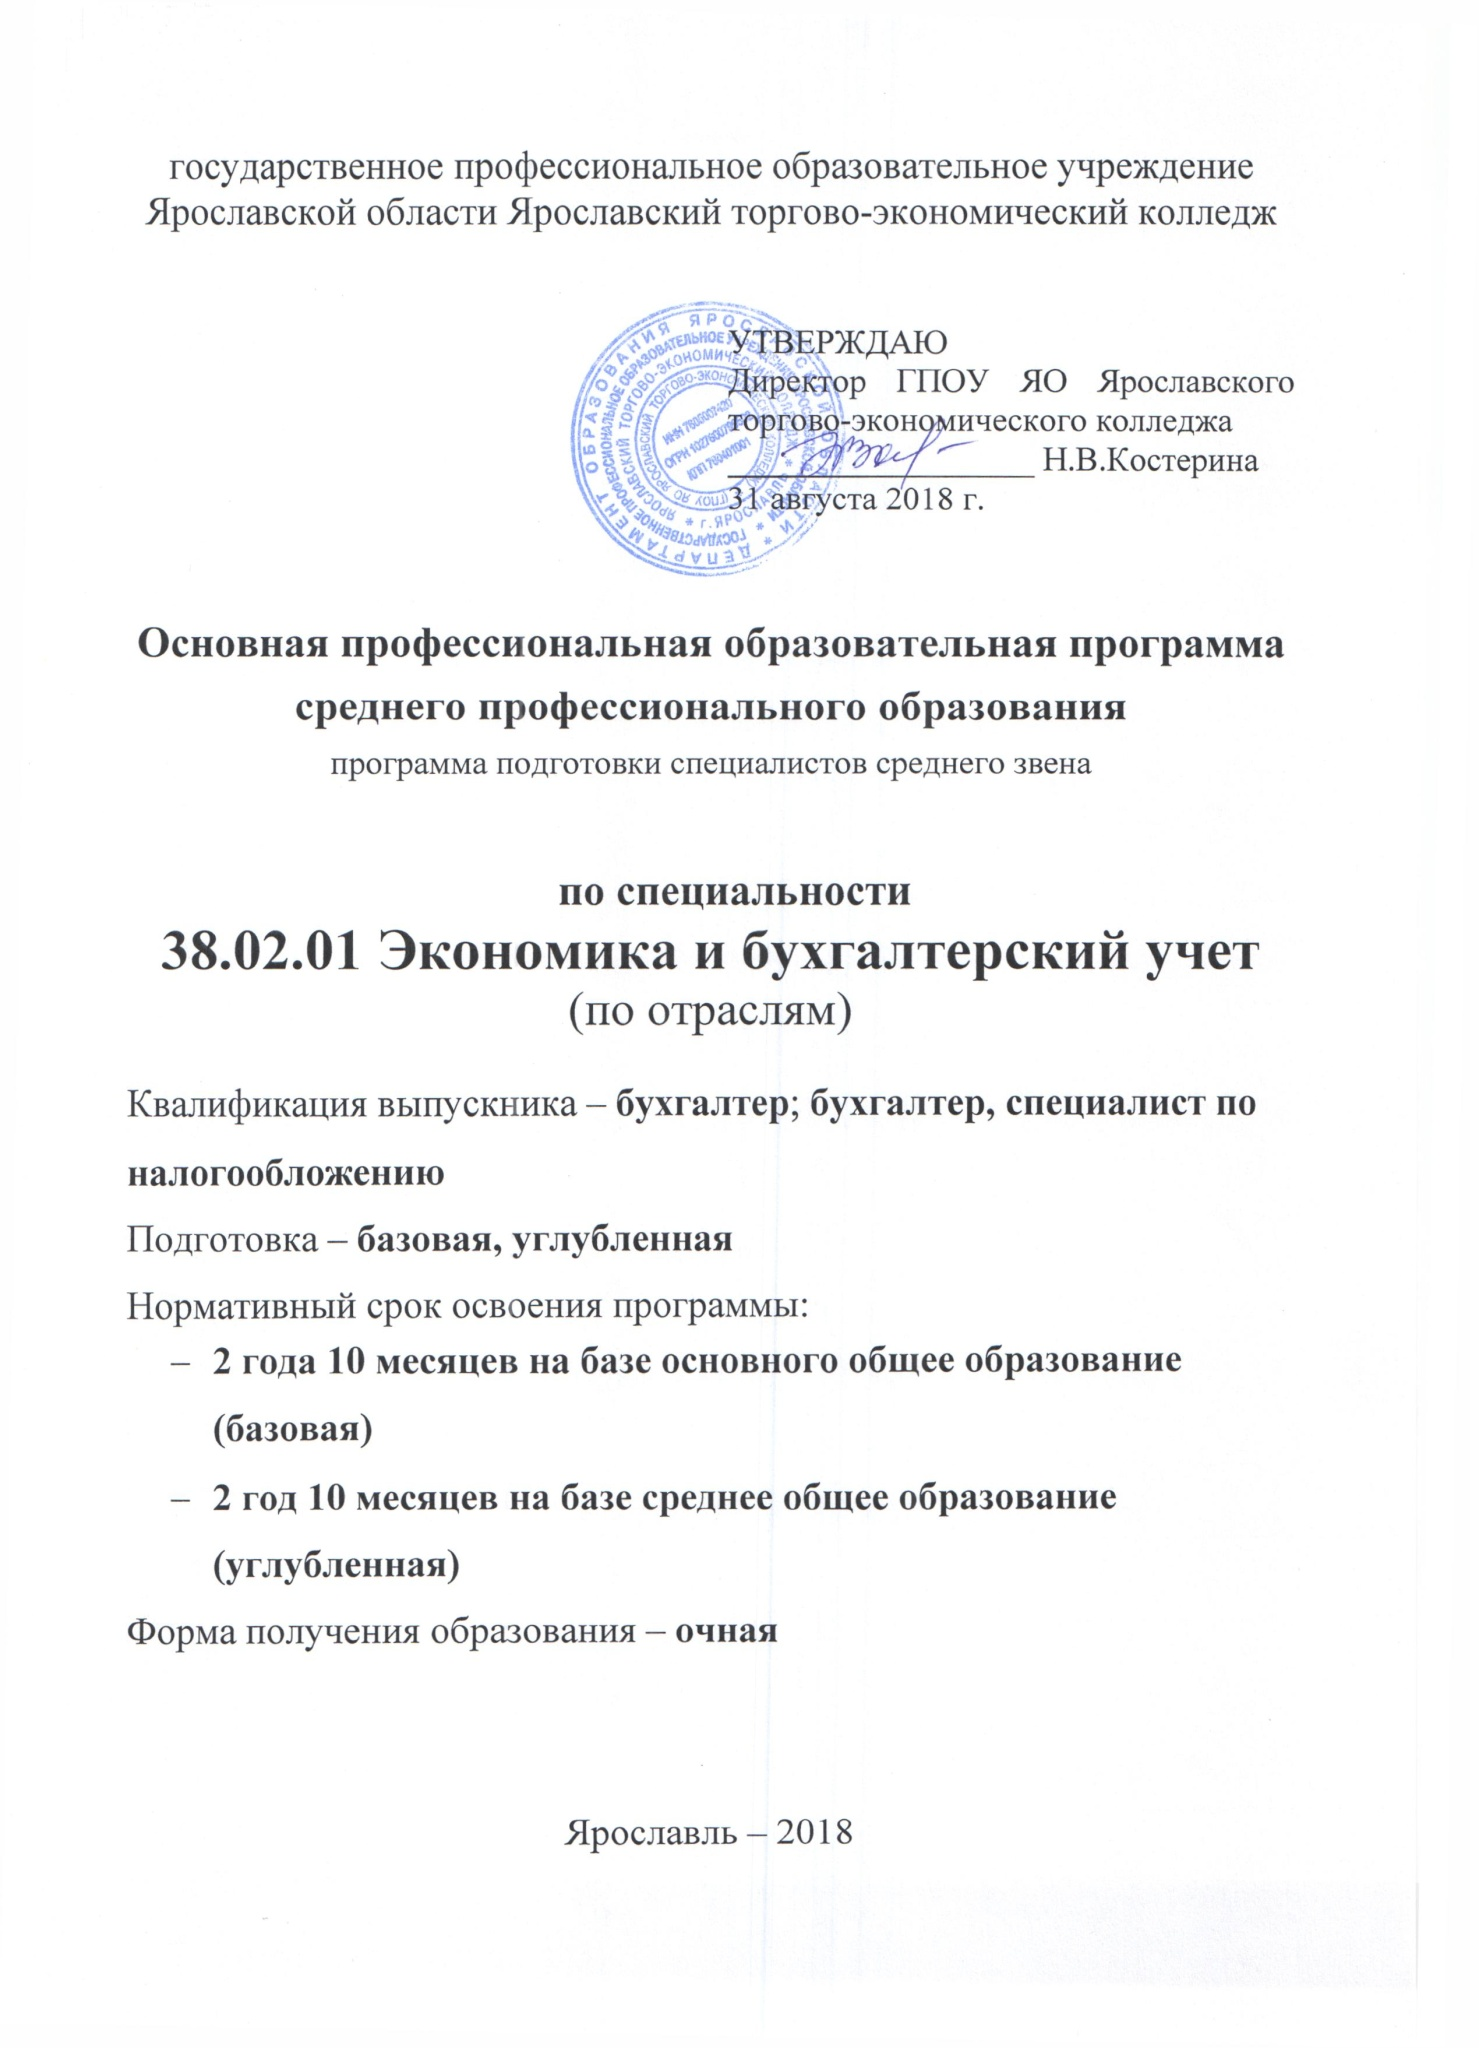 государственное профессиональное образовательное учреждение
Ярославской области Ярославский торгово-экономический колледж
УТВЕРЖДАЮ
Директор ГПОУ ЯО Ярославского
торгово-экономического колледжа
Н.В.Костерина
31 августа 2018 г.
ДЕПАРТАМЕНТ ОБРАЗОВАНИЯ ЯРОСЛАВСКОЙ ОБЛАСТИ
Основная профессиональная образовательная программа
среднего профессионального образования
программа подготовки специалистов среднего звена
по специальности
38.02.01 Экономика и бухгалтерский учет
(по отраслям)
Квалификация выпускника – бухгалтер; бухгалтер, специалист по
налогообложению
Подготовка – базовая, углубленная
Нормативный срок освоения программы:
– 2 года 10 месяцев на базе основного общее образование
(базовая)
– 2 год 10 месяцев на базе среднее общее образование
(углубленная)
Форма получения образования – очная
Ярославль – 2018